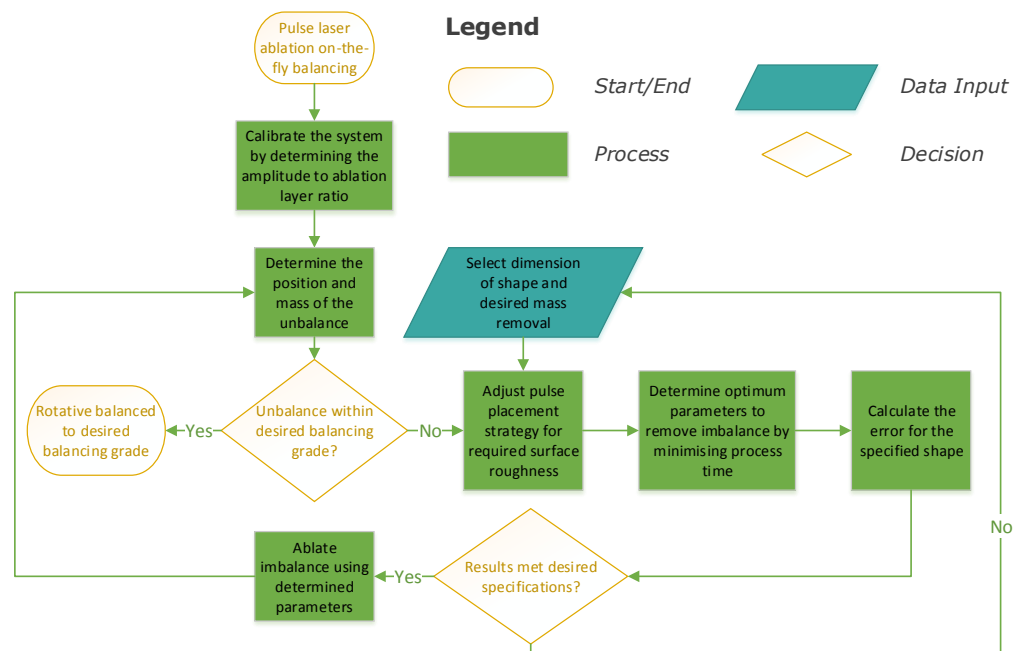 Pulse laser
ablation on-the-
fly balancing
Legend
Start/End
Data Input
Process
Decision
Calibrate the system
by determining the
amplitude to ablation
layer ratio
Determine the
position and
mass of the
unbalance
Select dimension
of shape and
desired mass
removal
Rotative balanced
to desired
balancing grade
Yes
Unbalance within
desired balancing
grade?
No
Adjust pulse
placement
strategy for
required surface
roughness
Determine optimum
parameters to
remove imbalance by
minimising process
time
Calculate the
error for the
specified shape
No
Ablate
imbalance using
determined
parameters
Yes
Results met desired
specifications?